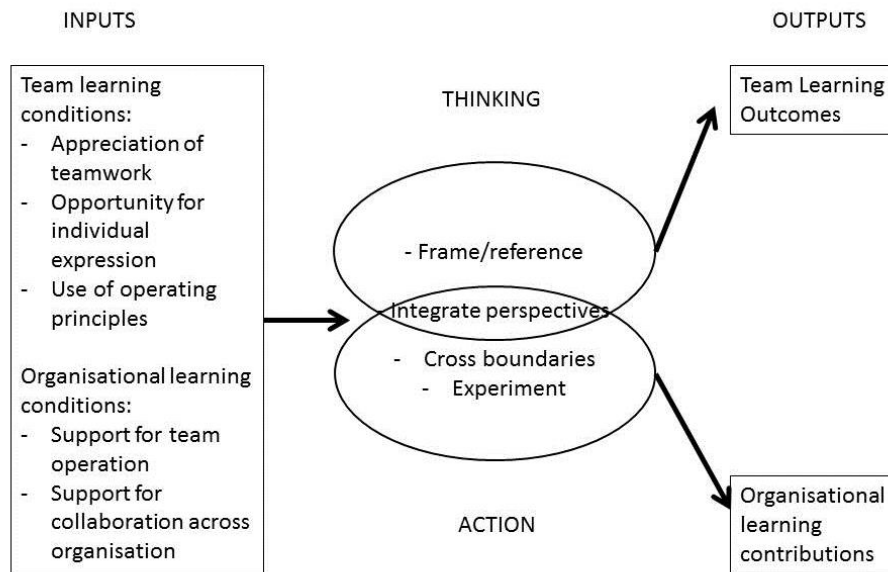 INPUTS
OUTPUTS
Team learning
conditions:
- Appreciation of
teamwork
- Opportunity for
individual
expression
- Use of operating
principles
Organisational learning
conditions:
- Support for team
operation
- Support for
collaboration across
organisation
THINKING
- Frame/reference
- Integrate perspectives
- Cross boundaries
- Experiment
ACTION
Team Learning
Outcomes
Organisational
learning
contributions